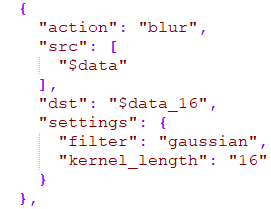 {
  "action": "blur",
  "src": [
    "$data"
  ],
  "dst": "$data_16",
  "settings": {
    "filter": "gaussian",
    "kernel_length": "16"
  }
},